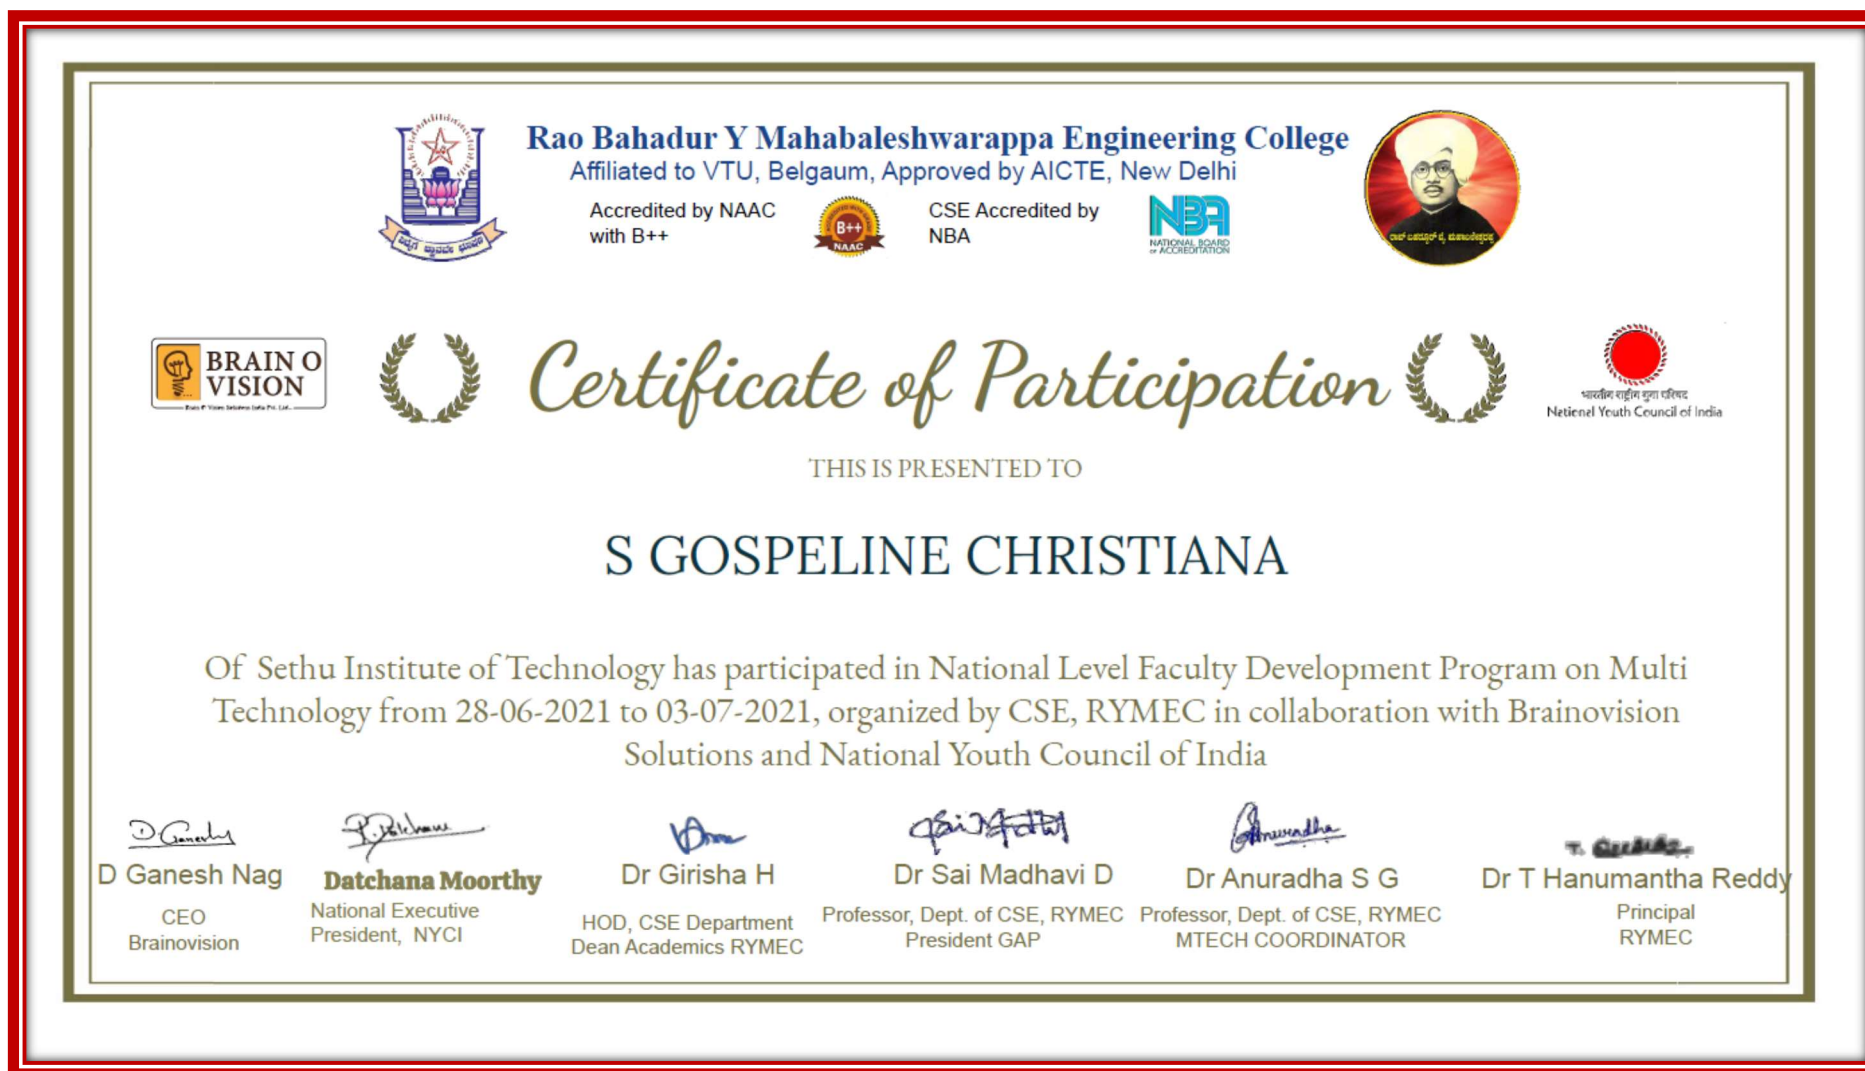 Rao Bahadur Y Mahabaleshwarappa Engineering College
Affiliated to VTU, Belgaum, Approved by AICTE, New Delhi
Accredited by NAAC
with B++
B++
NAAC
CSE Accredited by
NBA
NBA
NATIONAL BOARD
OF ACCREDITATION
BRAIN O
VISION
Certificate of Participation
भारतीय राष्ट्रीय युवा परिषद
National Youth Council of India
THIS IS PRESENTED TO
S GOSPELINE CHRISTIANA
Of Sethu Institute of Technology has participated in National Level Faculty Development Program on Multi
Technology from 28-06-2021 to 03-07-2021, organized by CSE, RYMEC in collaboration with Brainovision
Solutions and National Youth Council of India
D Ganesh Nag
CEO
Brainovision
Datchana Moorthy
National Executive
President, NYCI
Dr Girisha H
HOD, CSE Department
Dean Academics RYMEC
Dr Sai Madhavi D
Professor, Dept. of CSE, RYMEC
President GAP
Dr Anuradha S G
Professor, Dept. of CSE, RYMEC
MTECH COORDINATOR
Dr T Hanumantha Reddy
Principal
RYMEC